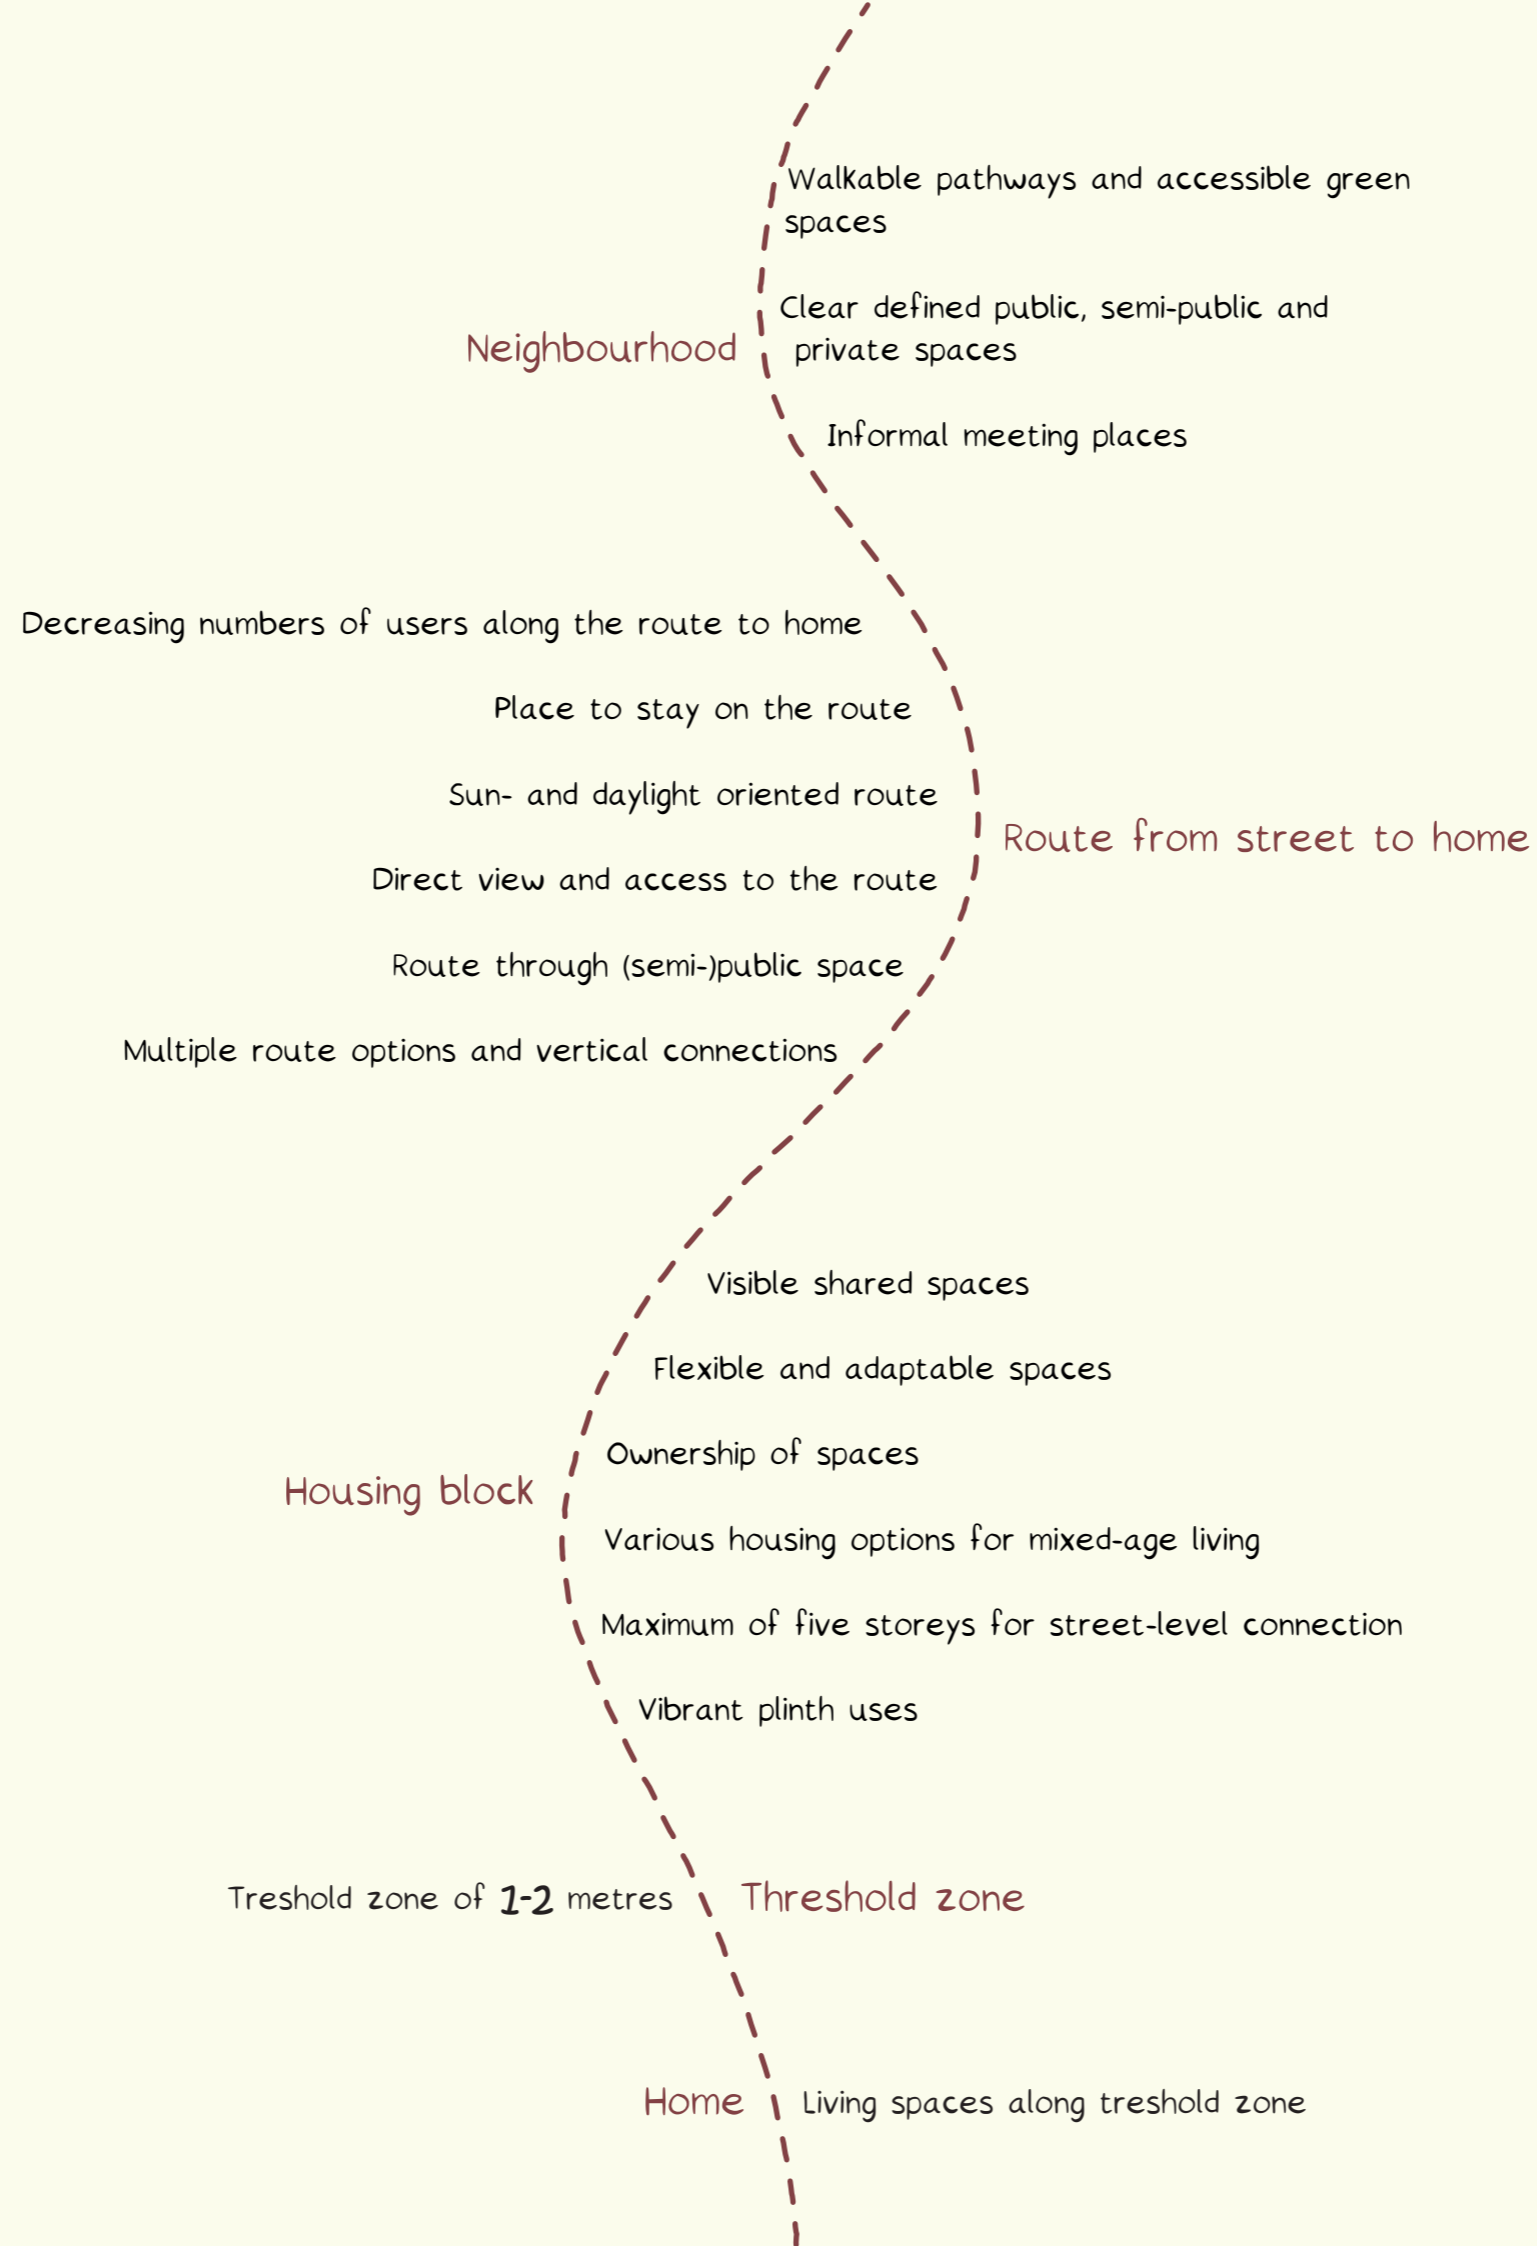 Walkable pathways and accessible green
spaces
Clear defined public, semi-public and
private spaces
Neighbourhood
Informal meeting places
Decreasing numbers of users along the route to home
Place to stay on the route
Sun- and daylight oriented route
Route from street to home
Direct view and access to the route
Route through (semi-)public space
Multiple route options and vertical connections
Visible shared spaces
Flexible and adaptable spaces
Ownership of spaces
Housing block
Various housing options for mixed-age living
Maximum of five storeys for street-level connection
Vibrant plinth uses
Treshold zone of 1-2 metres
Threshold zone
Home
Living spaces along treshold zone